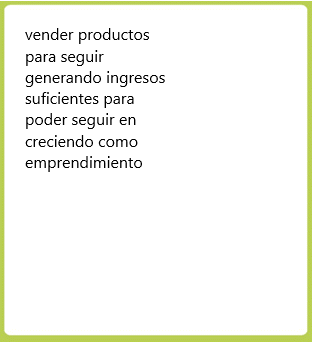 vender productos
para seguir
generando ingresos
suficientes para
poder seguir en
creciendo como
emprendimiento